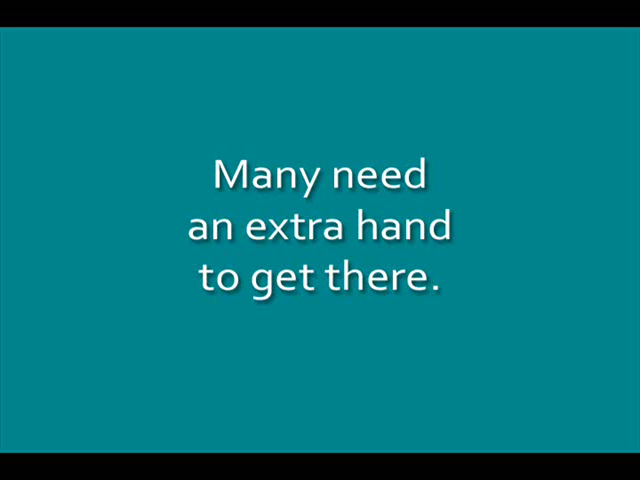 Many need
an extra hand
to get there.